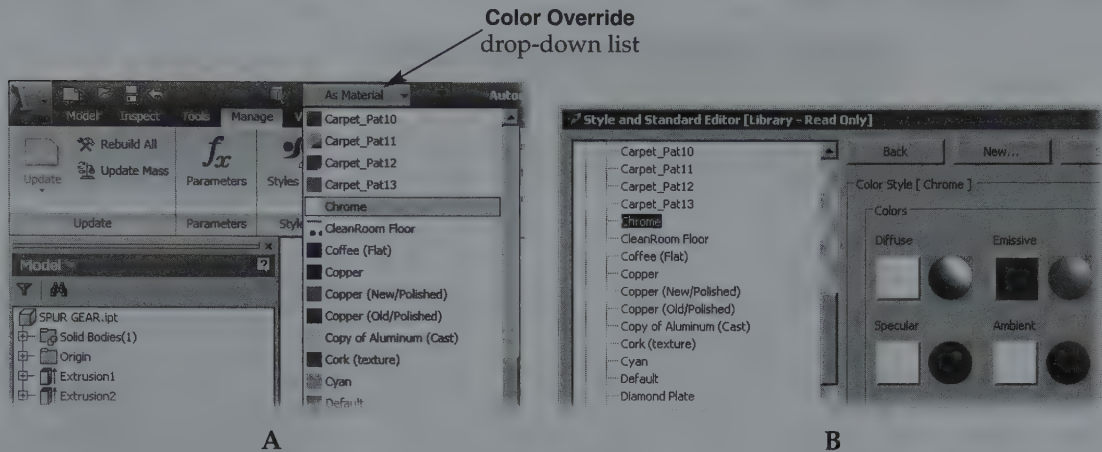 Color Override
drop-down list
As Material
Model Inspect Tools Manage V
Rebuild All
Update Mass
Update
Parameters
Styles
Update
Parameters
Style
Carpet_Pat10
Carpet_Pat11
Carpet_Pat12
Carpet_Pat13
Chrome
CleanRoom Floor
Coffee (Flat)
Copper
Copper (New/Polished)
Copper (Old/Polished)
Copy of Aluminum (Cast)
Cork (texture)
Cyan
Default
Model
SPUR GEAR.ipt
Solid Bodies(1)
Origin
Extrusion1
Extrusion2
A
Style and Standard Editor [Library - Read Only]
Carpet_Pat10
Carpet_Pat11
Carpet_Pat12
Carpet_Pat13
Chrome
CleanRoom Floor
Coffee (Flat)
Copper
Copper (New/Polished)
Copper (Old/Polished)
Copy of Aluminum (Cast)
Cork (texture)
Cyan
Default
Diamond Plate
Back
New...
Color Style [ Chrome ]
Colors
Diffuse
Emissive
Specular
Ambient
B